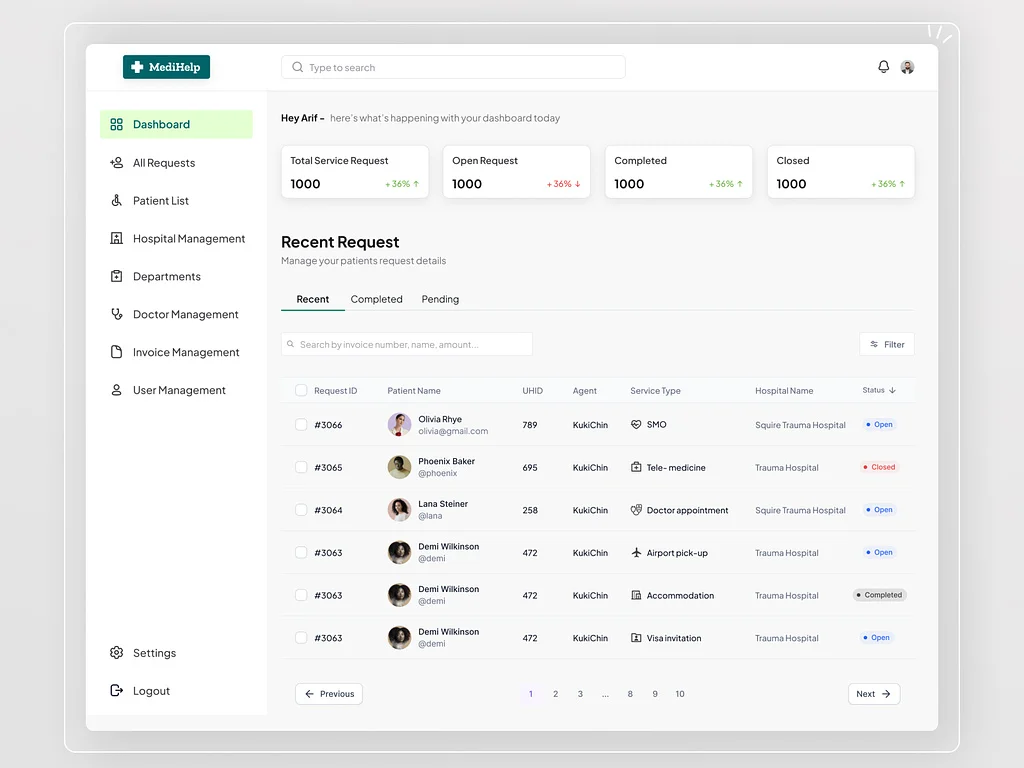 MediHelp
Type to search
Dashboard
All Requests
Patient List
Hospital Management
Departments
Doctor Management
Invoice Management
User Management
Settings
Logout
Hey Arif - here's what's happening with your dashboard today
Total Service Request
1000 +36% ↑
Open Request
1000 +36% ↓
Completed
1000 +36% ↑
Closed
1000 +36% ↑
Recent Request
Manage your patients request details
Recent Completed Pending
Search by invoice number, name, amount...
Filter
Request ID Patient Name UHID Agent Service Type Hospital Name Status ↓
#3066 Olivia Rhye 789 KukiChin SMO Squire Trauma Hospital Open
olivia@gmail.com
#3065 Phoenix Baker 695 KukiChin Tele- medicine Trauma Hospital Closed
@phoenix
#3064 Lana Steiner 258 KukiChin Doctor appointment Squire Trauma Hospital Open
@lana
#3063 Demi Wilkinson 472 KukiChin Airport pick-up Trauma Hospital Open
@demi
#3063 Demi Wilkinson 472 KukiChin Accommodation Trauma Hospital Completed
@demi
#3063 Demi Wilkinson 472 KukiChin Visa invitation Trauma Hospital Open
@demi
← Previous 1 2 3 ... 8 9 10 Next →